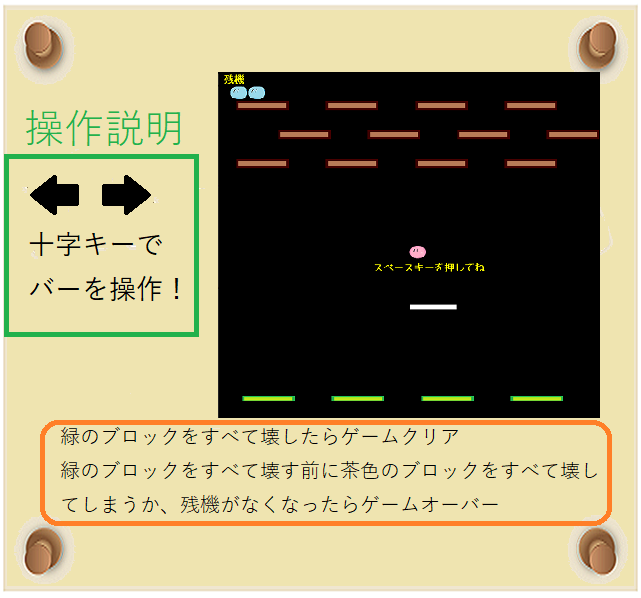 残機
操作説明
十字キーで
バーを操作！
スペースキーを押してね
緑のブロックをすべて壊したらゲームクリア
緑のブロックをすべて壊す前に茶色のブロックをすべて壊し
てしまうか、残機がなくなったらゲームオーバー